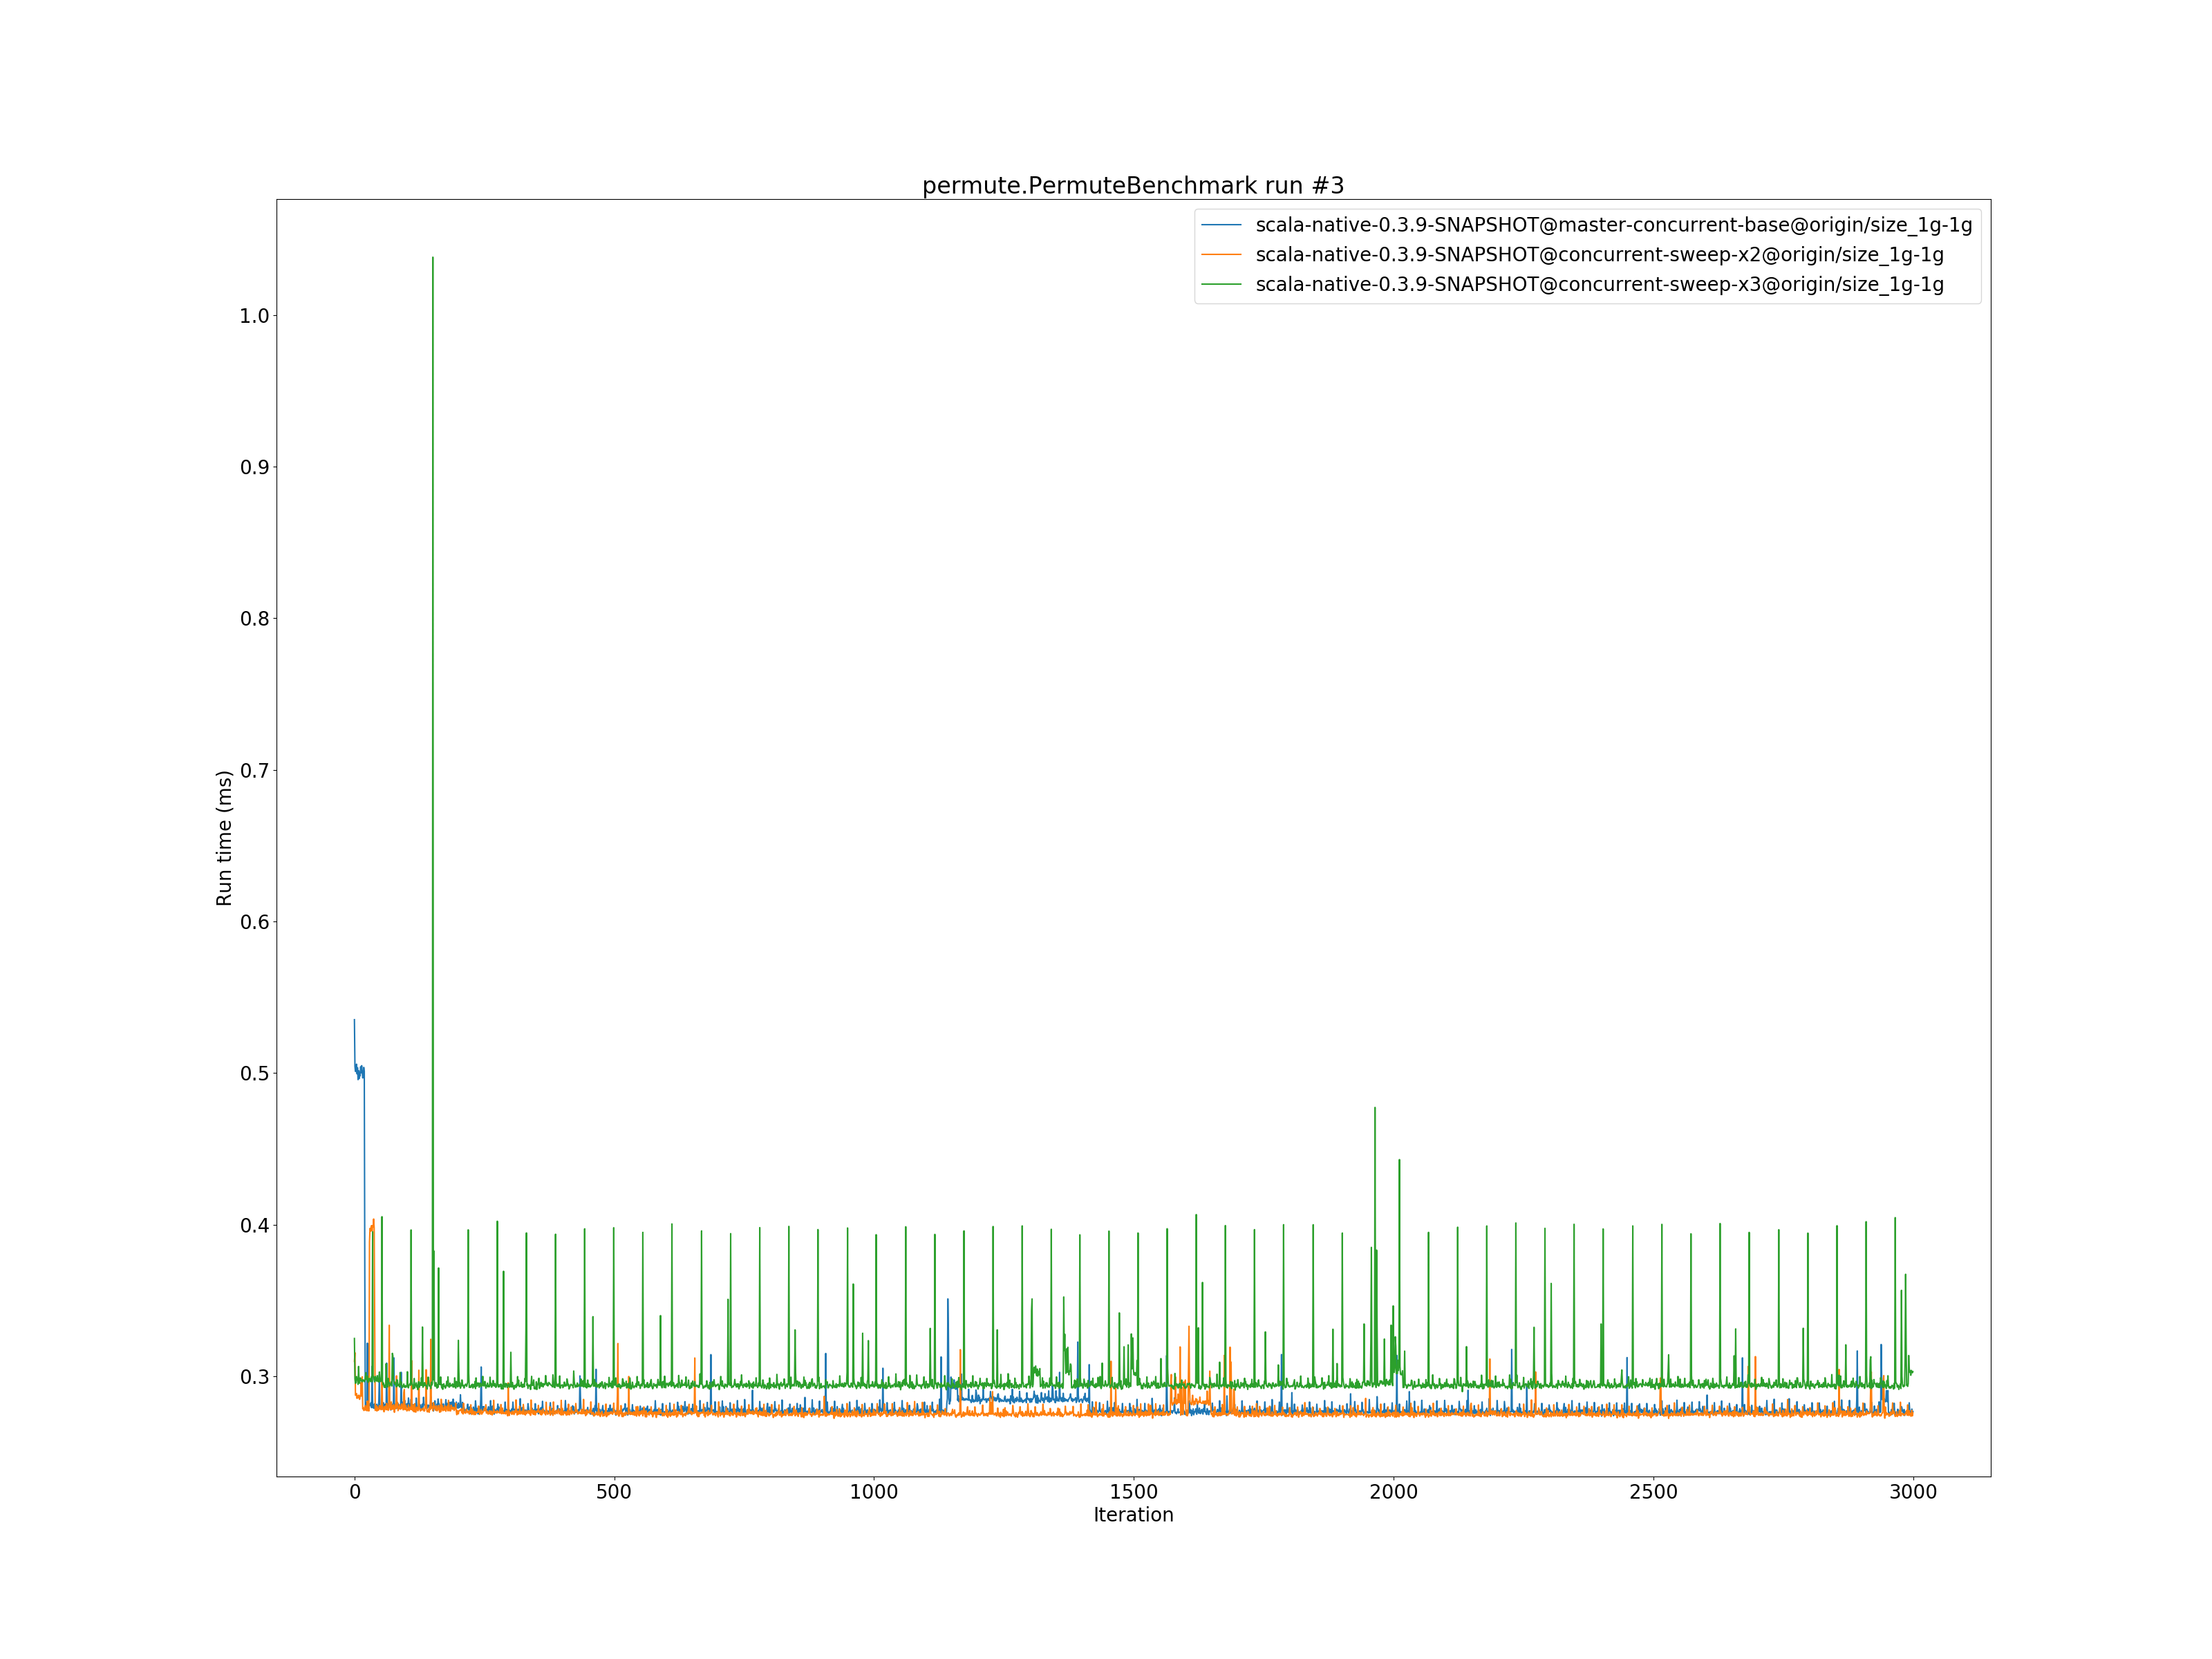 permute.PermuteBenchmark run #3
scala-native-0.3.9-SNAPSHOT@master-concurrent-base@origin/size_1g-1g
scala-native-0.3.9-SNAPSHOT@concurrent-sweep-x2@origin/size_1g-1g
scala-native-0.3.9-SNAPSHOT@concurrent-sweep-x3@origin/size_1g-1g
1.0
0.9
0.8
0.7
0.6
0.5
0.4
0.3
Run time (ms)
0 500 1000 1500 2000 2500 3000
Iteration